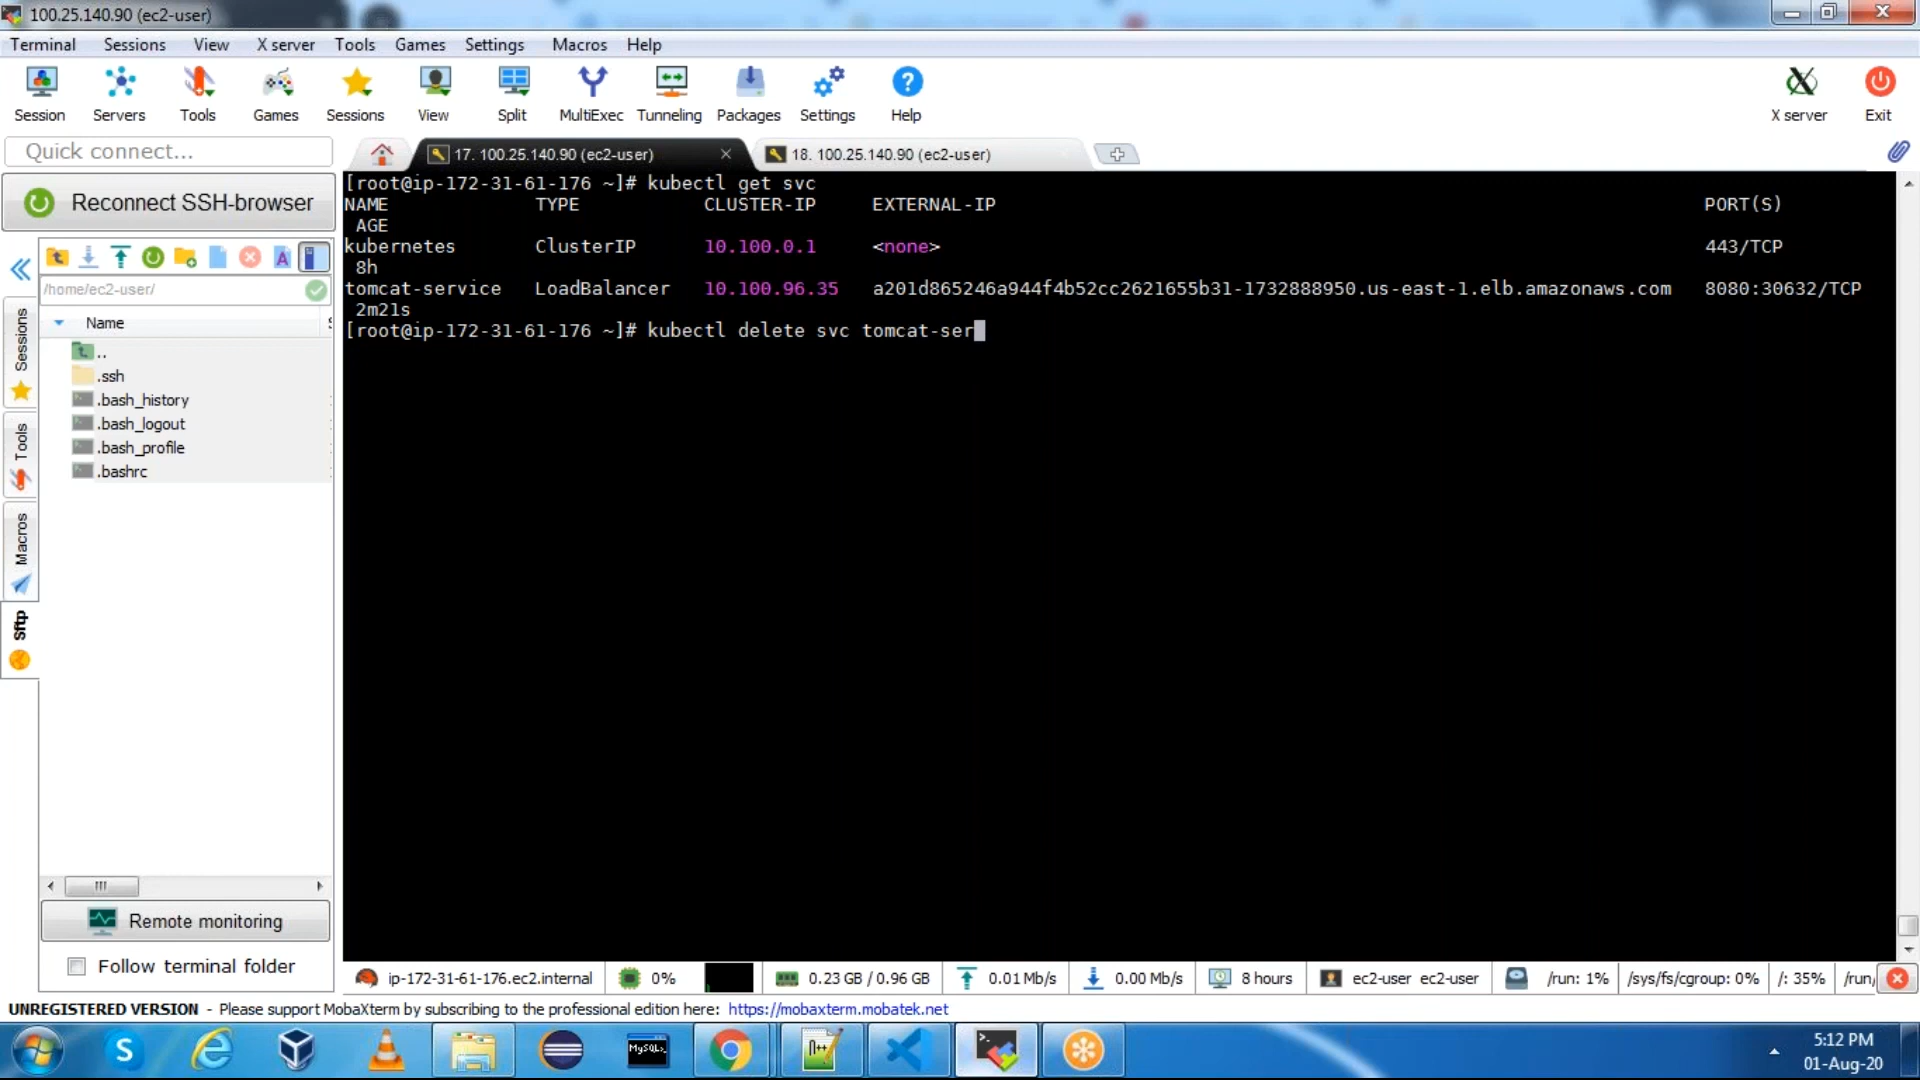 100.25.140.90 (ec2-user)
Terminal Sessions View X server Tools Games Settings Macros Help
Session Servers Tools Games Sessions View Split MultiExec Tunneling Packages Settings Help X server Exit
Quick connect...
17. 100.25.140.90 (ec2-user)
18. 100.25.140.90 (ec2-user)
Reconnect SSH-browser
/home/ec2-user/
Name
..
.ssh
.bash_history
.bash_logout
.bash_profile
.bashrc
Sessions
Tools
Macros
Sftp
[root@ip-172-31-61-176 ~]# kubectl get svc
NAME TYPE CLUSTER-IP EXTERNAL-IP PORT(S)
AGE
kubernetes ClusterIP 10.100.0.1 <none> 443/TCP
8h
tomcat-service LoadBalancer 10.100.96.35 a201d865246a944f4b52cc2621655b31-1732888950.us-east-1.elb.amazonaws.com 8080:30632/TCP
2m21s
[root@ip-172-31-61-176 ~]# kubectl delete svc tomcat-ser
Remote monitoring
Follow terminal folder
ip-172-31-61-176.ec2.internal 0% 0.23 GB / 0.96 GB 0.01 Mb/s 0.00 Mb/s 8 hours ec2-user ec2-user /run: 1% /sys/fs/cgroup: 0% /: 35% /run/
UNREGISTERED VERSION - Please support MobaXterm by subscribing to the professional edition here: https://mobaxterm.mobatek.net
MySQL>
n++
5:12 PM
01-Aug-20